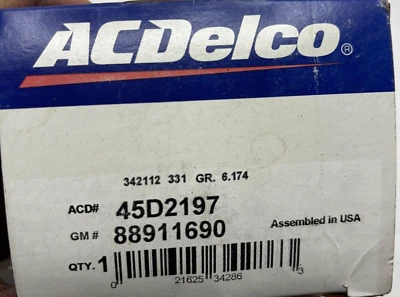 ACDelco®
342112 331 GR. 6.174
ACD# 45D2197
GM # 88911690 Assembled in USA
QTY. 1
0 21625 34286 3